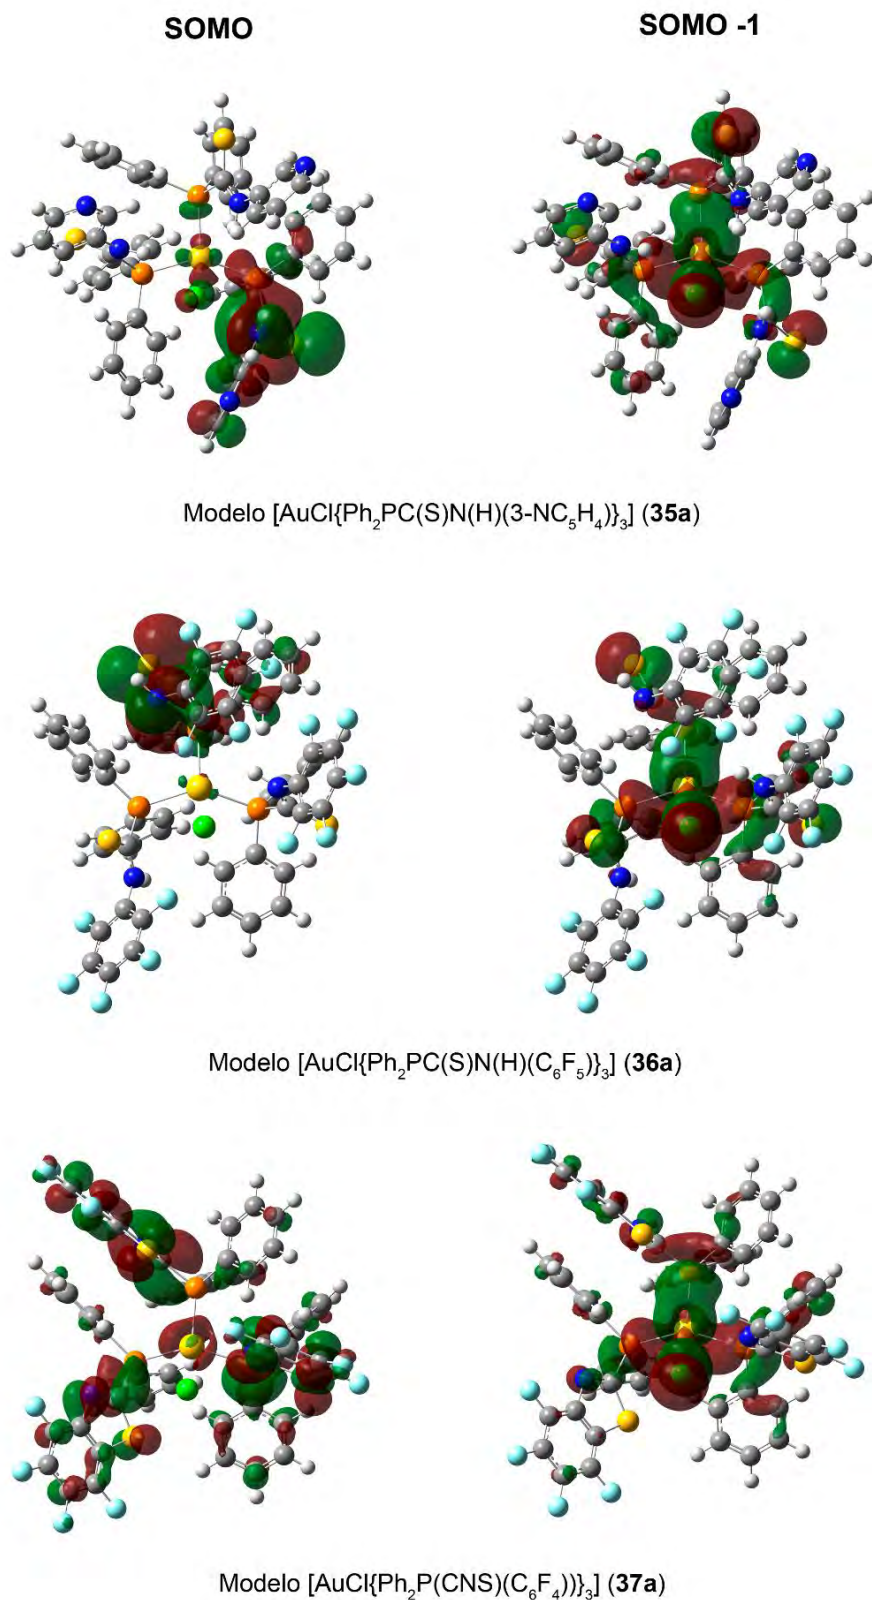 SOMO
SOMO -1
Modelo [AuCl{Ph₂PC(S)N(H)(3-NC₅H₄)}₃] (35a)
Modelo [AuCl{Ph₂PC(S)N(H)(C₆F₅)}₃] (36a)
Modelo [AuCl{Ph₂P(CNS)(C₆F₄))}₃] (37a)